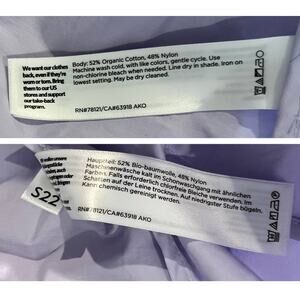 We want our clothes
back, even if they're
worn or torn. Bring
them to our US
stores and support
our take-back
program.
Body: 52% Organic Cotton, 48% Nylon
Machine wash cold, with like colors, gentle cycle. Use
non-chlorine bleach when needed. Line dry in shade. Iron on
lowest setting. May be dry cleaned.
RN#78121/CA#63918 AKO
Hauptteil: 52% Bio-baumwolle, 48% Nylon
Maschinenwäsche kalt im Schonwaschgang mit ähnlichen
Farben. Falls erforderlich chlorfreie Bleiche verwenden. Im
Schatten auf der Leine trocknen. Auf niedrigster Stufe bügeln.
Kann chemisch gereinigt werden.
RN#78121/CA#63918 AKO
S22